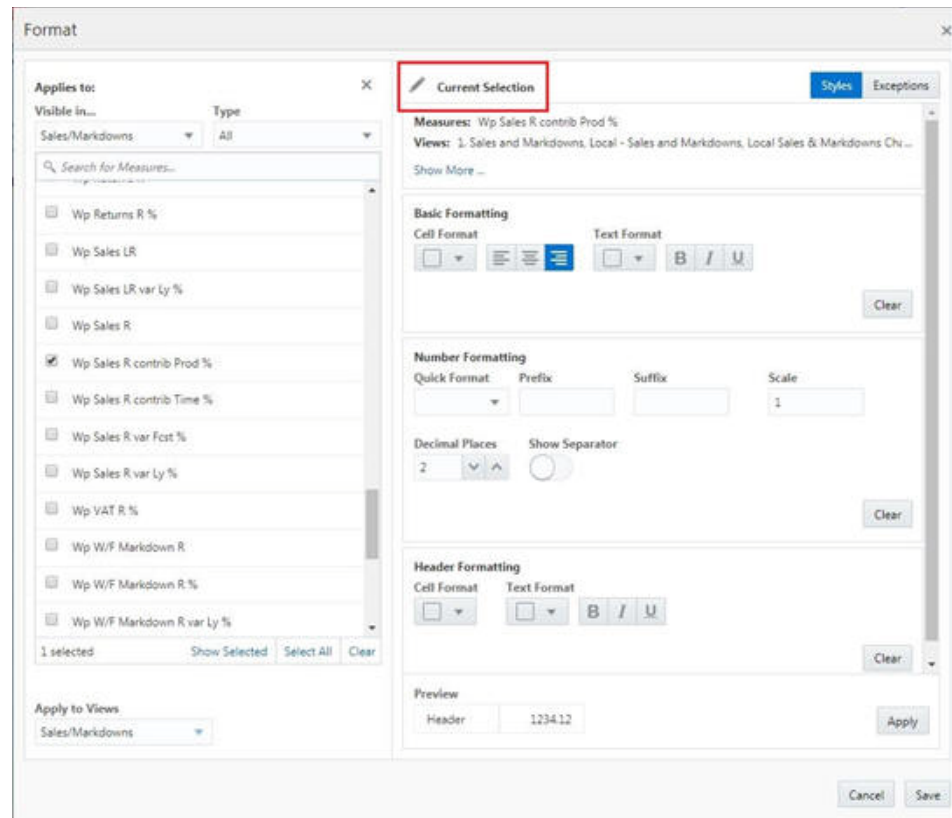 Format
Applies to:
Visible in... Type
Sales/Markdowns All
Search for Measures...
Wp Returns R %
Wp Sales LR
Wp Sales LR var Ly %
Wp Sales R
Wp Sales R contrib Prod %
Wp Sales R contrib Time %
Wp Sales R var Fcst %
Wp Sales R var Ly %
Wp VAT R %
Wp W/F Markdown R
Wp W/F Markdown R %
Wp W/F Markdown R var Ly %
1 selected Show Selected Select All Clear
Apply to Views
Sales/Markdowns
Current Selection Styles Exceptions
Measures: Wp Sales R contrib Prod %
Views: 1. Sales and Markdowns, Local - Sales and Markdowns, Local Sales & Markdowns Cha ...
Show More ...
Basic Formatting
Cell Format Text Format
B I U
Clear
Number Formatting
Quick Format Prefix Suffix Scale
1
Decimal Places Show Separator
2
Clear
Header Formatting
Cell Format Text Format
B I U
Clear
Preview
Header 1234.12 Apply
Cancel Save